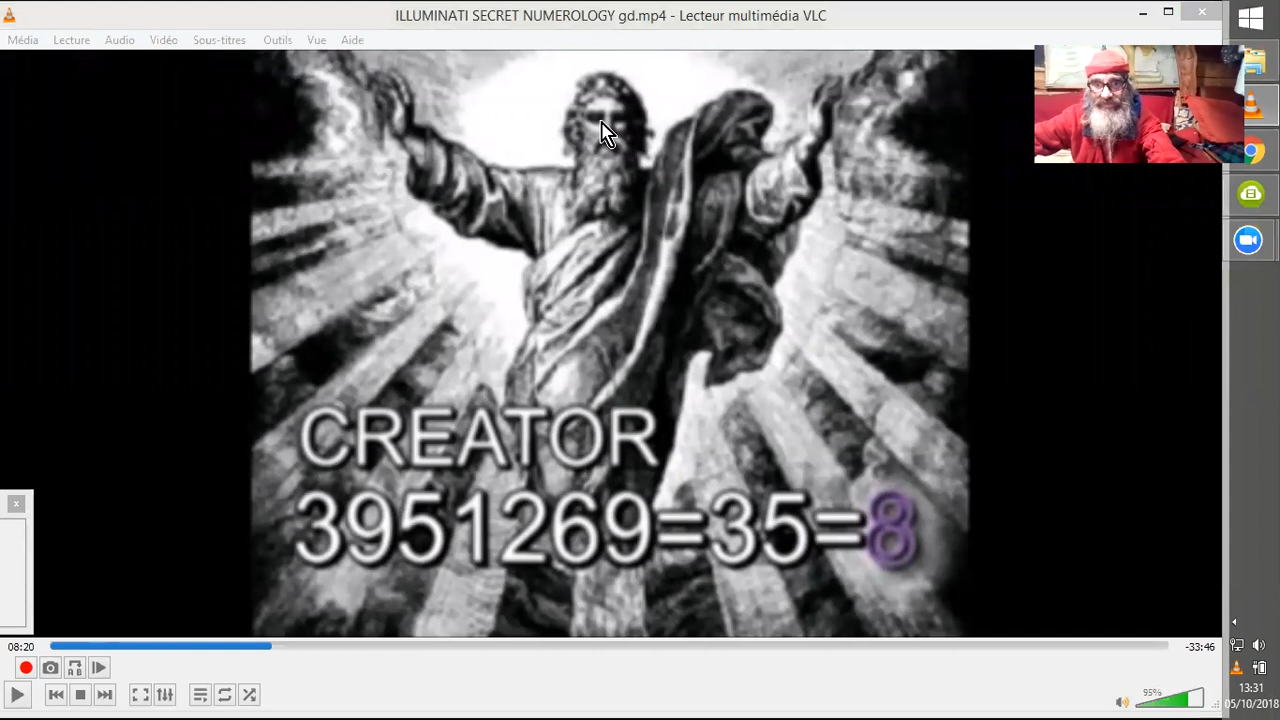 ILLUMINATI SECRET NUMEROLOGY gd.mp4 - Lecteur multimédia VLC
Média Lecture Audio Vidéo Sous-titres Outils Vue Aide
CREATOR
3951269=35=8
08:20
-33:46
95%
13:31
05/10/2018